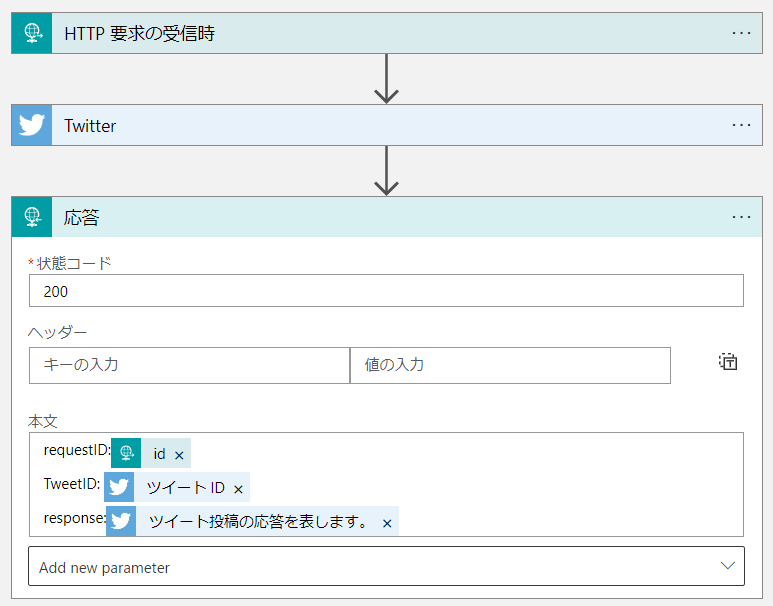 HTTP 要求の受信時
Twitter
応答
*状態コード
200
ヘッダー
キーの入力 値の入力
本文
requestID: id ×
TweetID: ツイート ID ×
response: ツイート投稿の応答を表します。 ×
Add new parameter